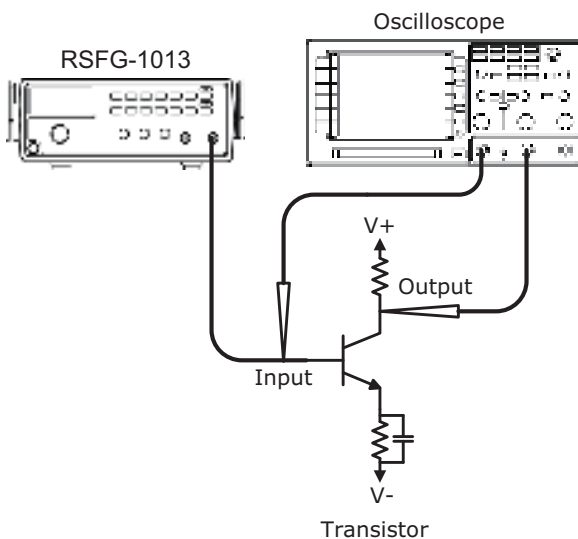 Oscilloscope
RSFG-1013
V+
Output
Input
V-
Transistor